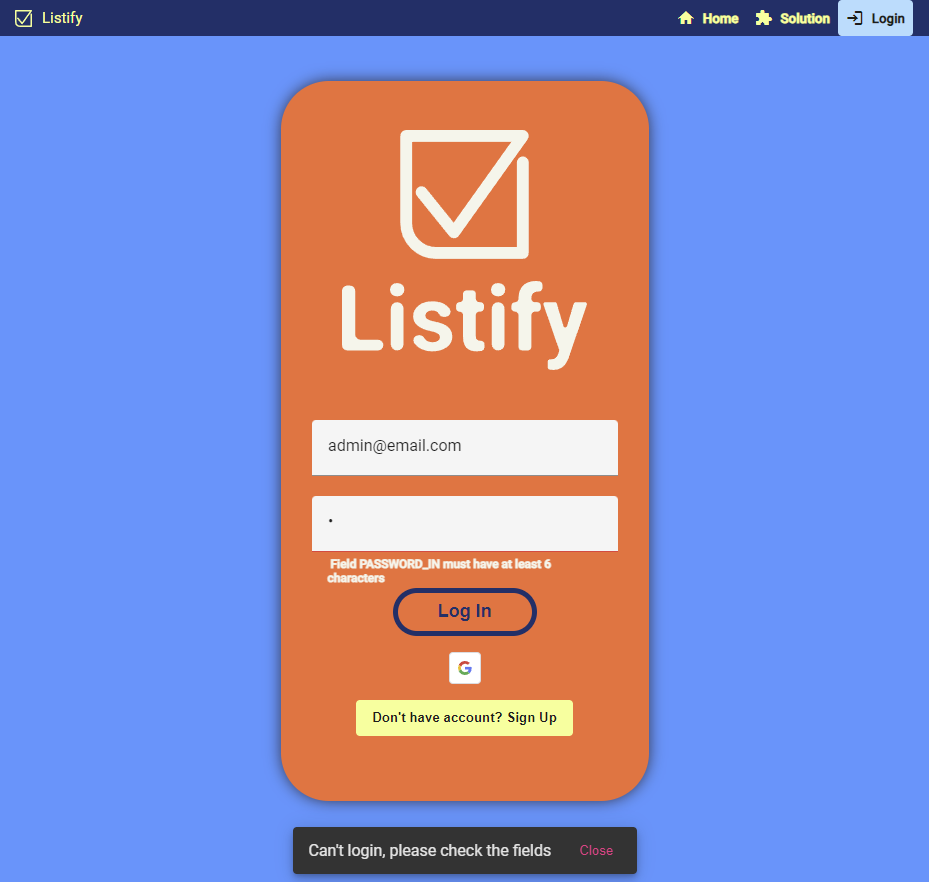 Listify
Home
Solution
Login
Listify
admin@email.com
•
Field PASSWORD_IN must have at least 6
characters
Log In
G
Don't have account? Sign Up
Can't login, please check the fields
Close